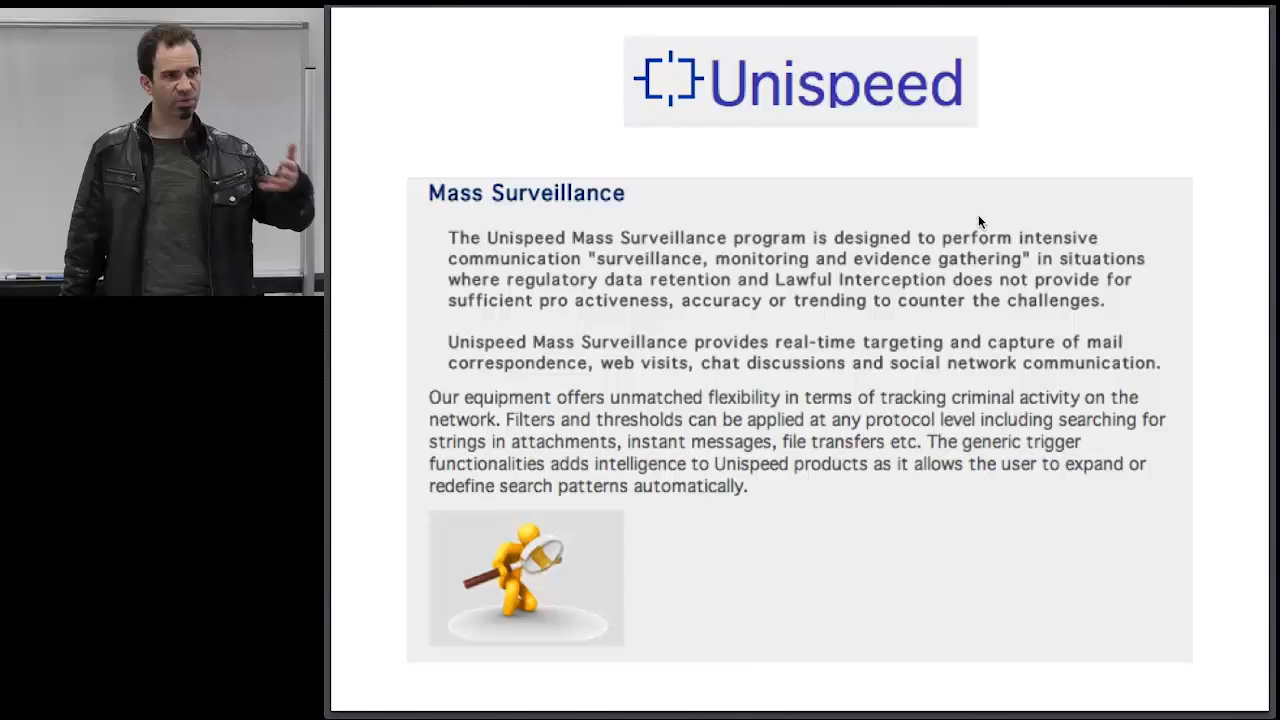 Unispeed
Mass Surveillance
The Unispeed Mass Surveillance program is designed to perform intensive
communication "surveillance, monitoring and evidence gathering" in situations
where regulatory data retention and Lawful Interception does not provide for
sufficient pro activeness, accuracy or trending to counter the challenges.
Unispeed Mass Surveillance provides real-time targeting and capture of mail
correspondence, web visits, chat discussions and social network communication.
Our equipment offers unmatched flexibility in terms of tracking criminal activity on the
network. Filters and thresholds can be applied at any protocol level including searching for
strings in attachments, instant messages, file transfers etc. The generic trigger
functionalities adds intelligence to Unispeed products as it allows the user to expand or
redefine search patterns automatically.